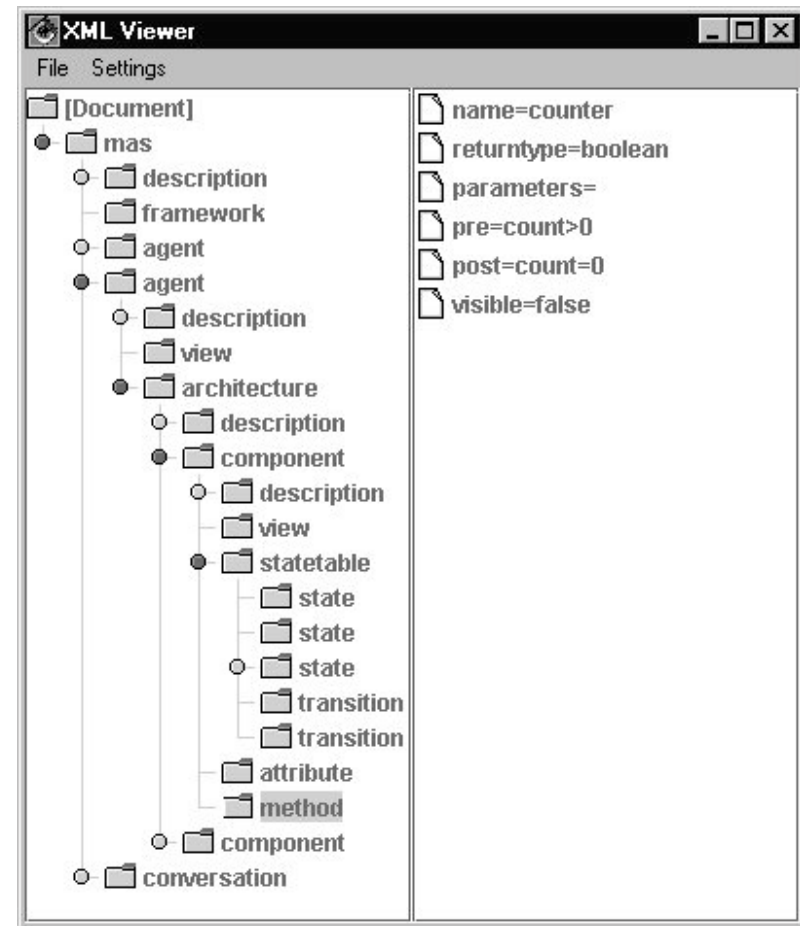 XML Viewer
File Settings
[Document]
mas
description
framework
agent
agent
description
view
architecture
description
component
description
view
statetable
state
state
state
transition
transition
attribute
method
component
conversation
name=counter
returntype=boolean
parameters=
pre=count>0
post=count=0
visible=false